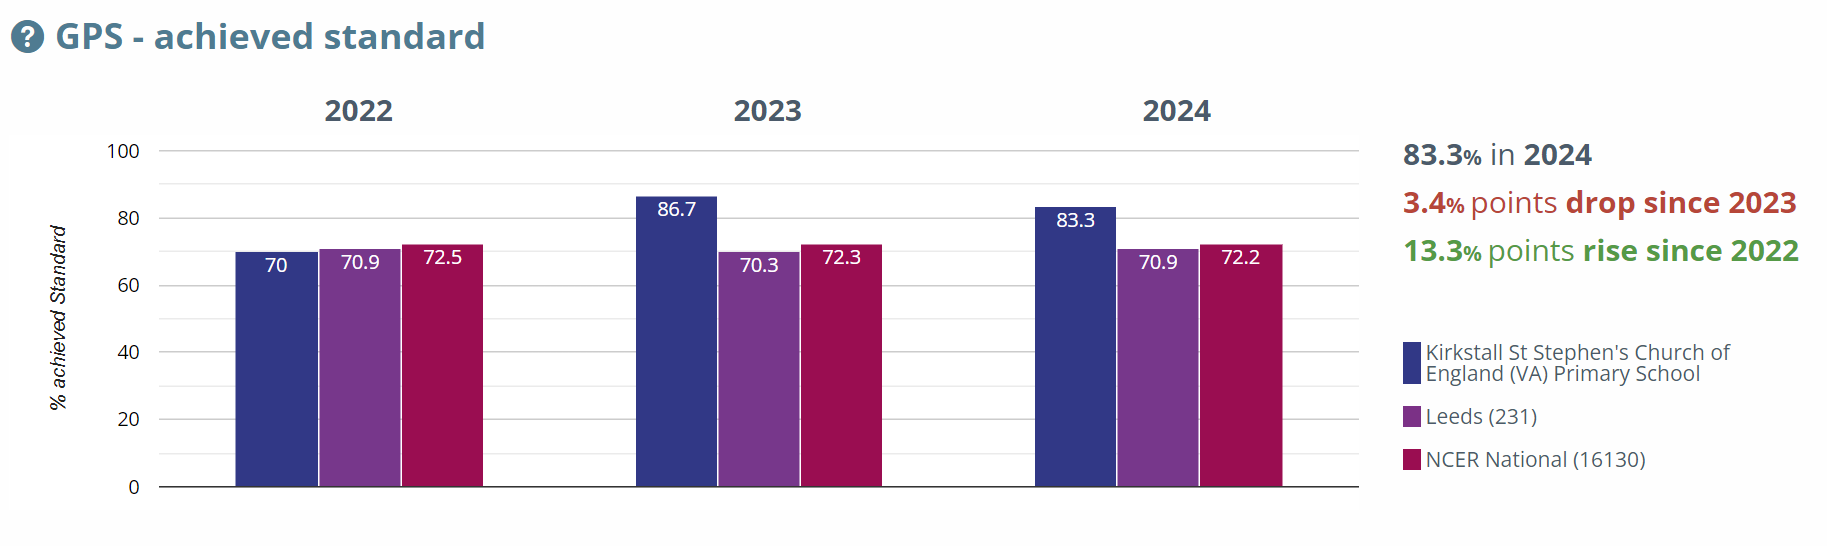 ? GPS - achieved standard
2022 2023 2024
100
80
60
40
20
0
% achieved Standard
70 70.9 72.5
86.7 70.3 72.3
83.3 70.9 72.2
83.3% in 2024
3.4% points drop since 2023
13.3% points rise since 2022
Kirkstall St Stephen's Church of
England (VA) Primary School
Leeds (231)
NCER National (16130)